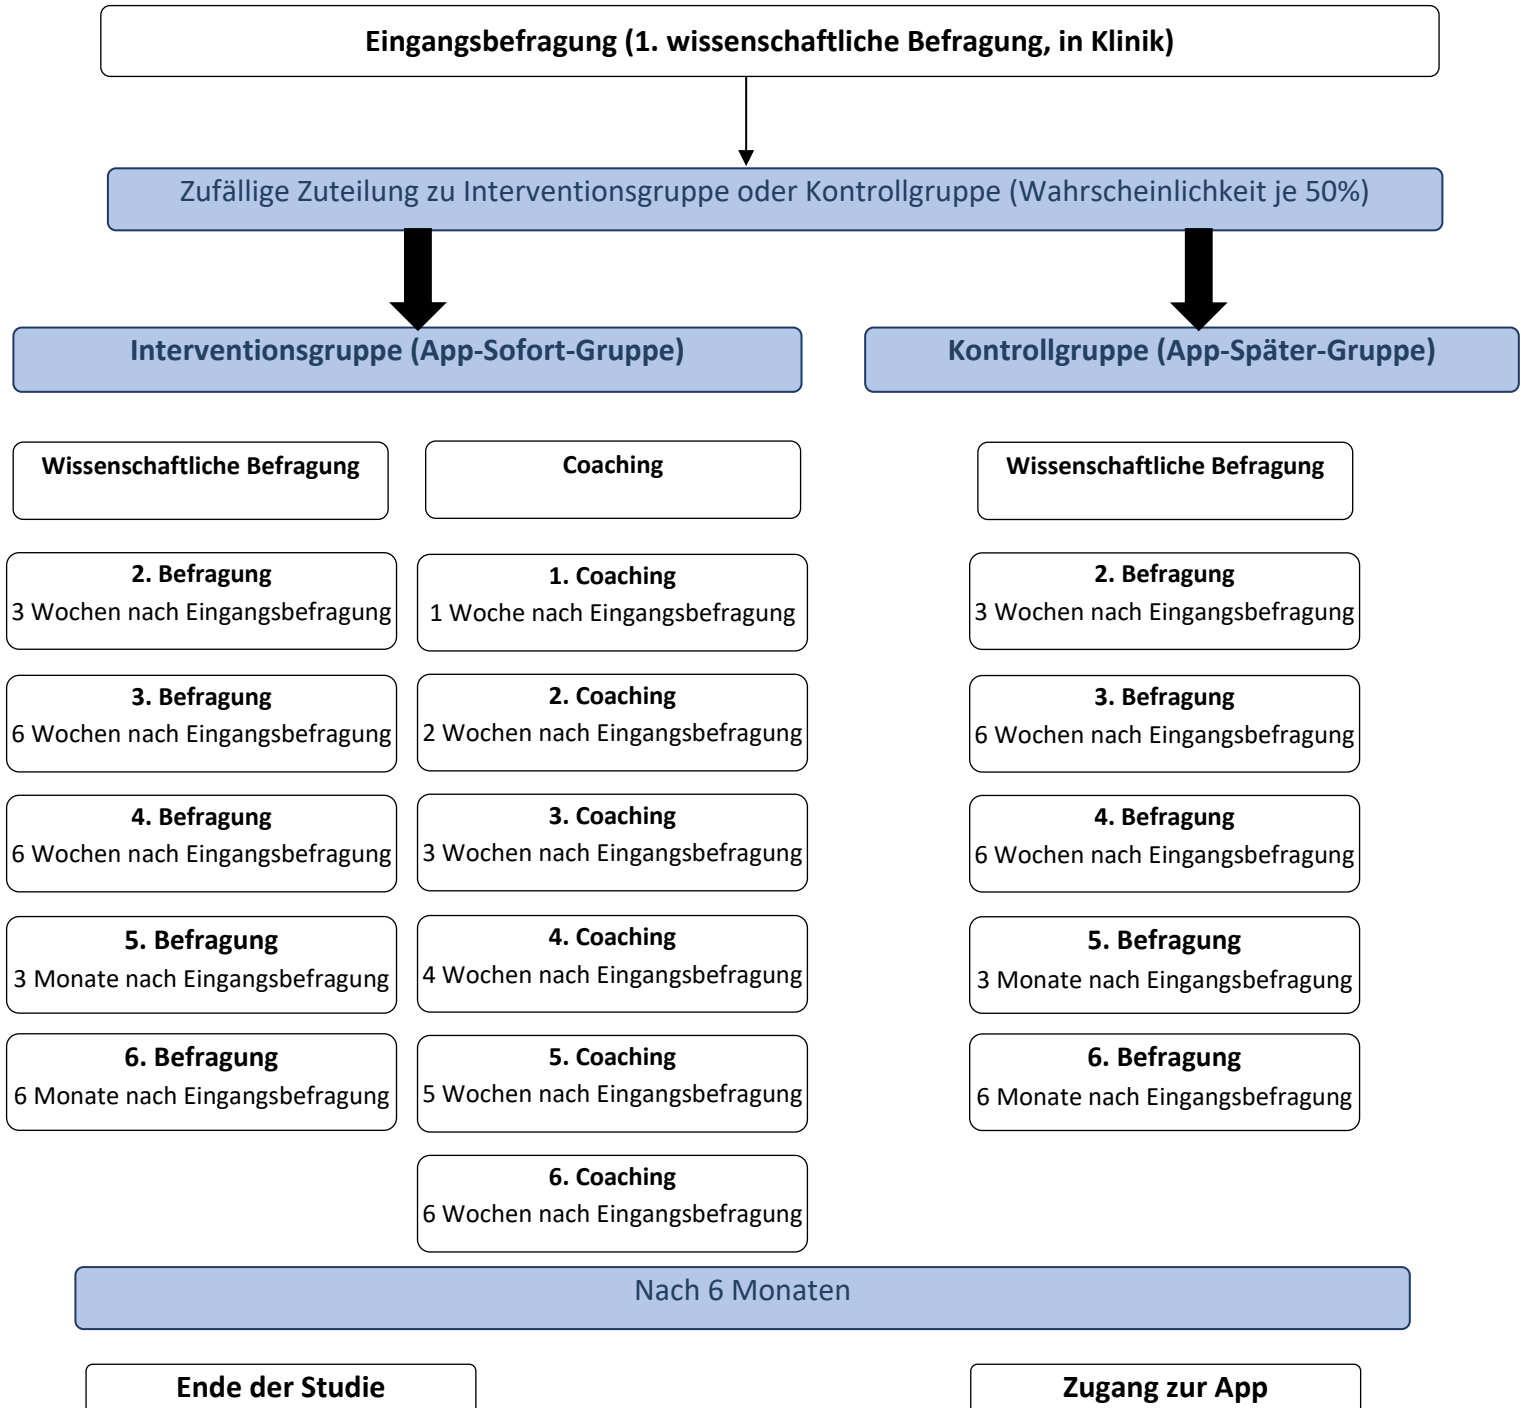 Eingangsbefragung (1. wissenschaftliche Befragung, in Klinik)
Zufällige Zuteilung zu Interventionsgruppe oder Kontrollgruppe (Wahrscheinlichkeit je 50%)
Interventionsgruppe (App-Sofort-Gruppe)
Kontrollgruppe (App-Später-Gruppe)
Wissenschaftliche Befragung
Coaching
Wissenschaftliche Befragung
2. Befragung
3 Wochen nach Eingangsbefragung
1. Coaching
1 Woche nach Eingangsbefragung
2. Befragung
3 Wochen nach Eingangsbefragung
3. Befragung
6 Wochen nach Eingangsbefragung
2. Coaching
2 Wochen nach Eingangsbefragung
3. Befragung
6 Wochen nach Eingangsbefragung
4. Befragung
6 Wochen nach Eingangsbefragung
3. Coaching
3 Wochen nach Eingangsbefragung
4. Befragung
6 Wochen nach Eingangsbefragung
5. Befragung
3 Monate nach Eingangsbefragung
4. Coaching
4 Wochen nach Eingangsbefragung
5. Befragung
3 Monate nach Eingangsbefragung
6. Befragung
6 Monate nach Eingangsbefragung
5. Coaching
5 Wochen nach Eingangsbefragung
6. Befragung
6 Monate nach Eingangsbefragung
6. Coaching
6 Wochen nach Eingangsbefragung
Nach 6 Monaten
Ende der Studie
Zugang zur App